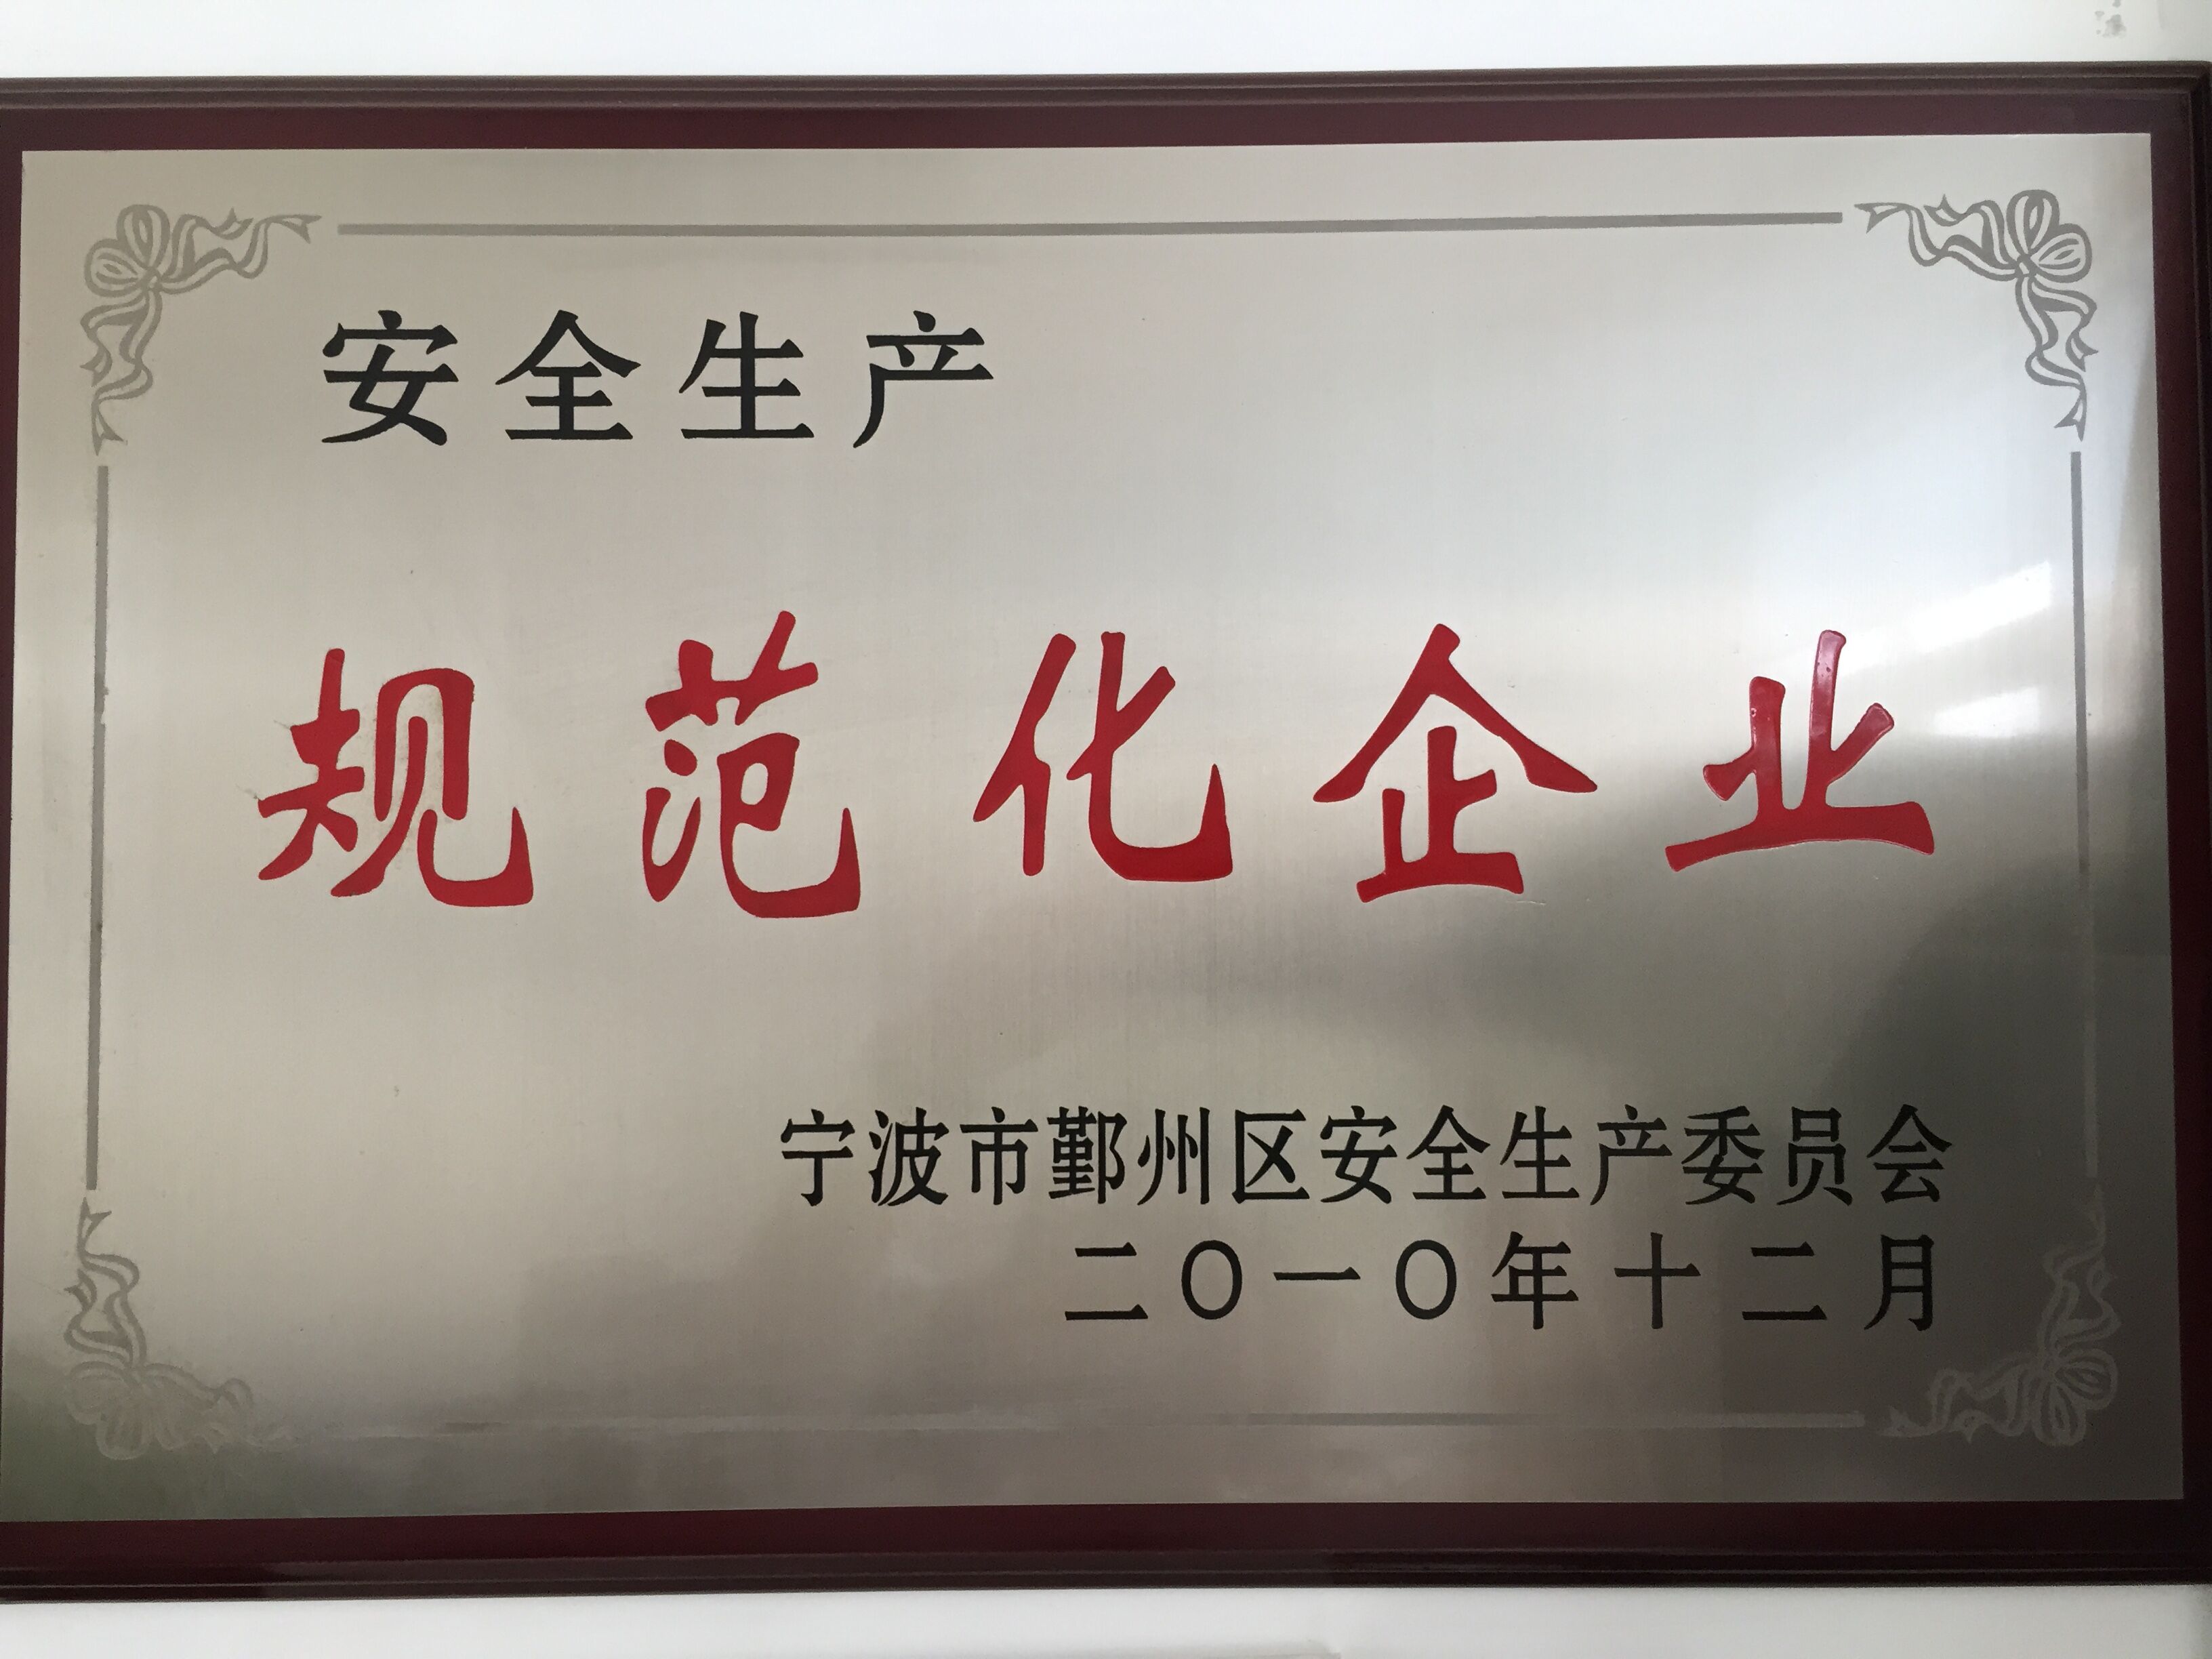 安全生产
规范化企业
宁波市鄞州区安全生产委员会
二〇一〇年十二月